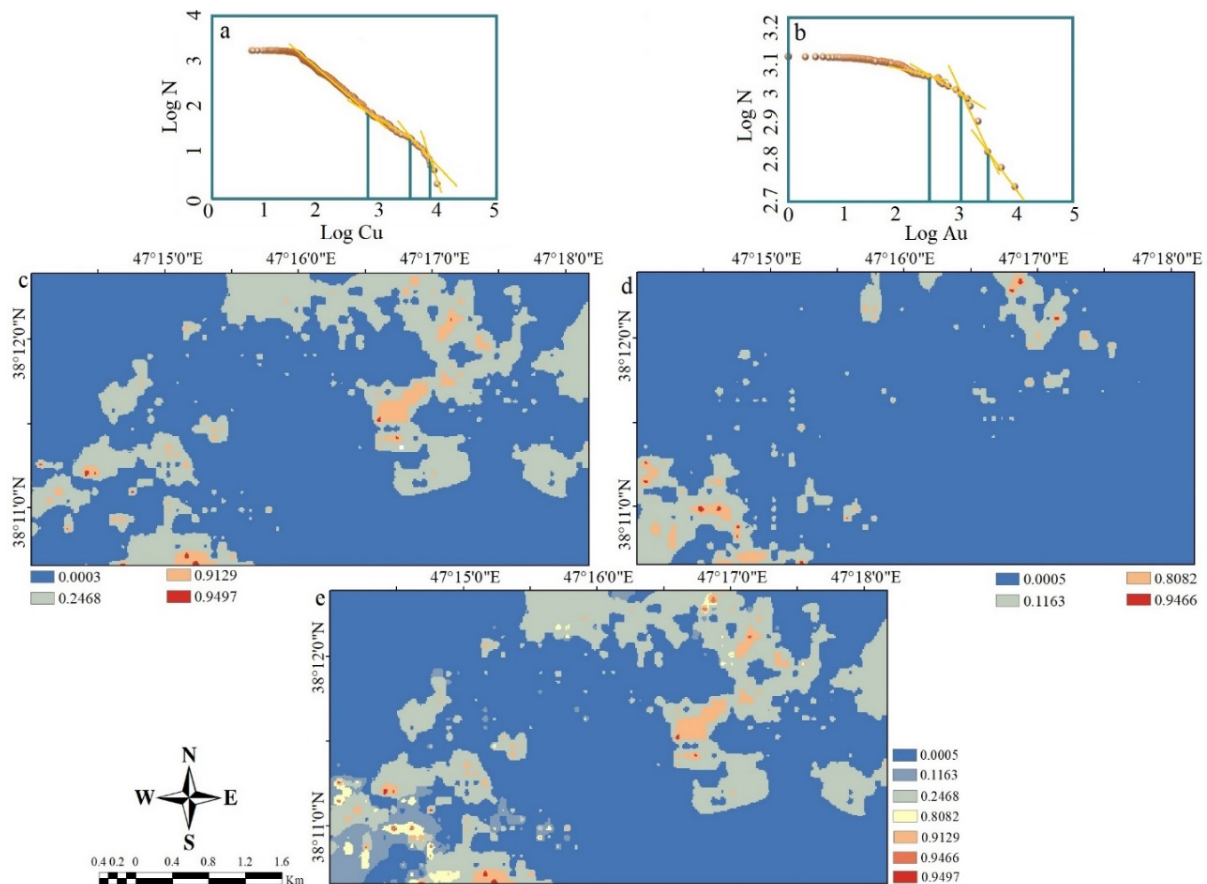 a
4
3
2
1
0
Log N
0 1 2 3 4 5
Log Cu
b
3.2
3.1
3
2.9
2.8
2.7
Log N
0 1 2 3 4 5
Log Au
47°15'0"E 47°16'0"E 47°17'0"E 47°18'0"E
c
38°12'0"N
38°11'0"N
0.0003 0.9129
0.2468 0.9497
47°15'0"E 47°16'0"E 47°17'0"E 47°18'0"E
d
38°12'0"N
38°11'0"N
0.0005 0.8082
0.1163 0.9466
47°15'0"E 47°16'0"E 47°17'0"E 47°18'0"E
e
38°12'0"N
38°11'0"N
0.0005
0.1163
0.2468
0.8082
0.9129
0.9466
0.9497
N
W E
S
0.4 0.2 0 0.4 0.8 1.2 1.6
Km